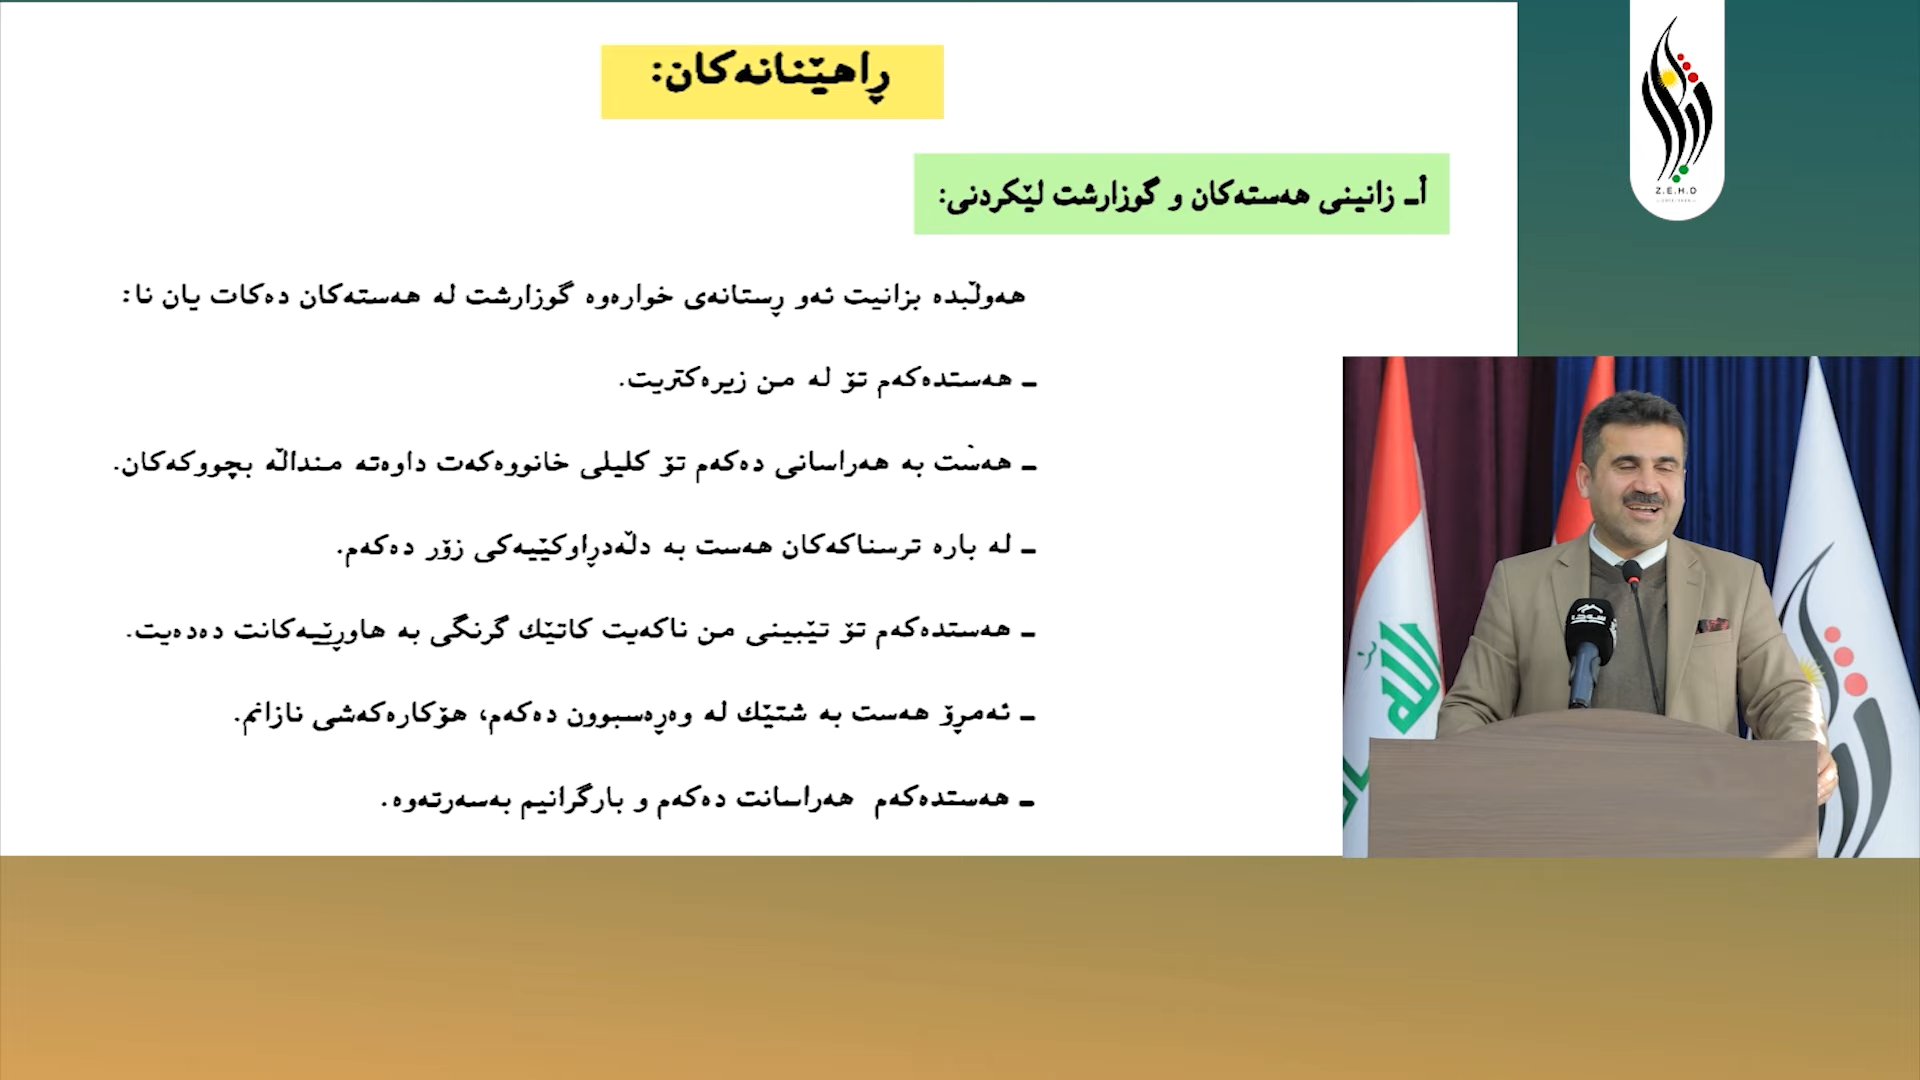 ڕاهێنانەکان:
أـ زانینی هەستەکان و گوزارشت لێکردنی:
هەوڵبدە بزانیت ئەو ڕستانەی خوارەوە گوزارشت لە هەستەکان دەکات یان نا:
ـ هەستدەکەم تۆ لە من زیرەکتریت.
ـ هەست بە هەراسانی دەکەم تۆ کلیلی خانووەکەت داوەتە منداڵە بچووکەکان.
ـ لە بارە ترسناکەکان هەست بە دڵەدڕاوکێیەکی زۆر دەکەم.
ـ هەستدەکەم تۆ تێبینی من ناکەیت کاتێك گرنگی بە هاوڕێیەکانت دەدەیت.
ـ ئەمڕۆ هەست بە شتێك لە وەڕەسبوون دەکەم، هۆکارەکەشی نازانم.
ـ هەستدەکەم هەراسانت دەکەم و بارگرانیم بەسەرتەوە.
Z.E.H.D
الله